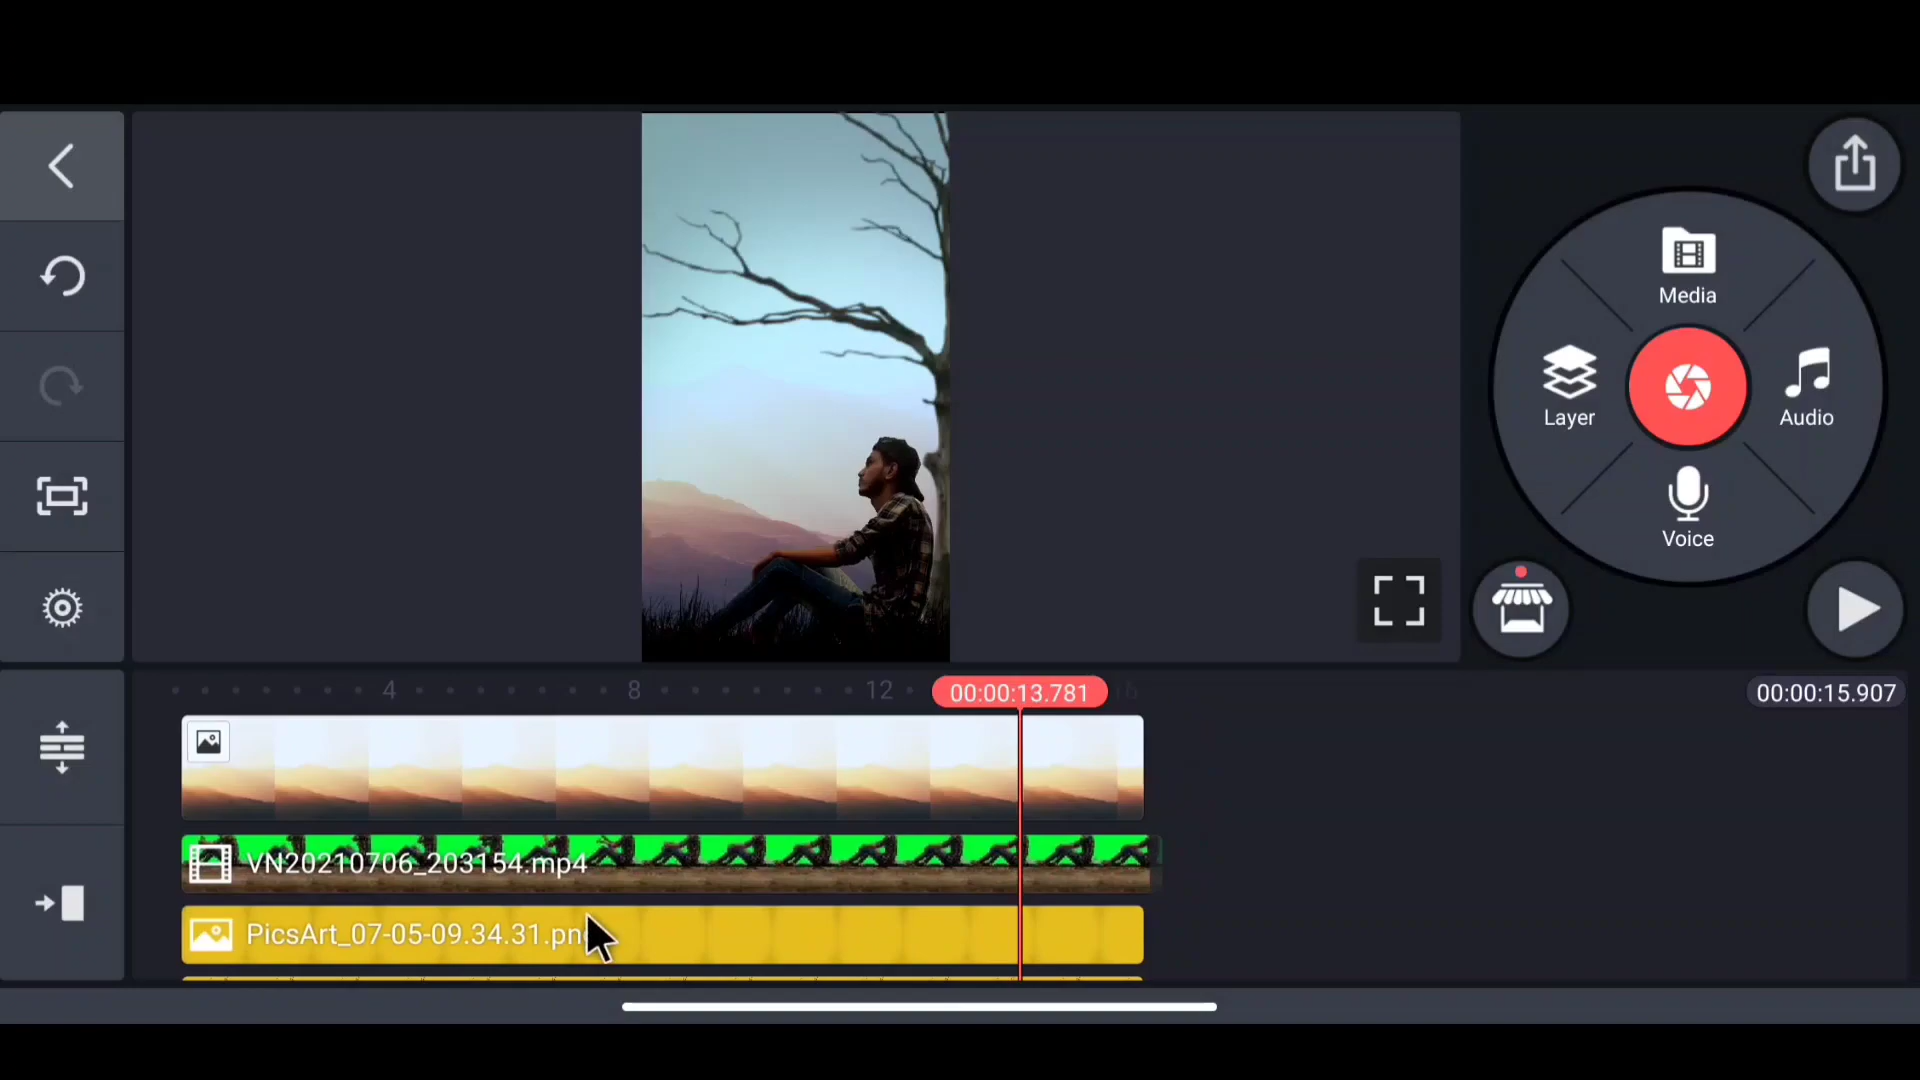 Media
Layer
Audio
Voice
4
8
12
00:00:13.781
6
00:00:15.907
VN20210706_203154.mp4
PicsArt_07-05-09.34.31.pn